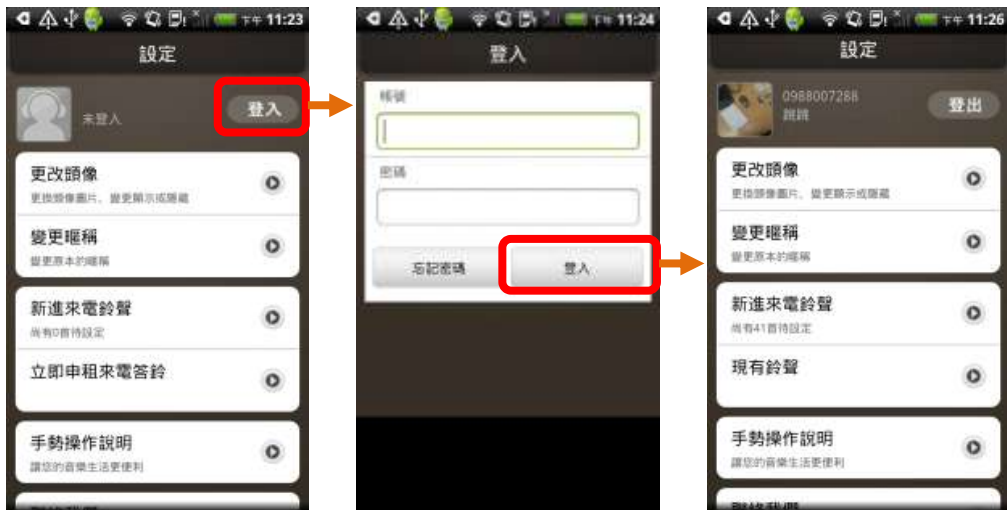 下午 11:23
設定
未登入
登入
更改頭像
更換頭像圖片、變更顯示或隱藏
變更暱稱
變更原本的暱稱
新進來電鈴聲
尚有0首待設定
立即申租來電答鈴
手勢操作說明
讓您的音樂生活更便利
下午 11:24
登入
帳號
密碼
忘記密碼
登入
下午 11:26
設定
0988007288
跳跳
登出
更改頭像
更換頭像圖片、變更顯示或隱藏
變更暱稱
變更原本的暱稱
新進來電鈴聲
尚有41首待設定
現有鈴聲
手勢操作說明
讓您的音樂生活更便利